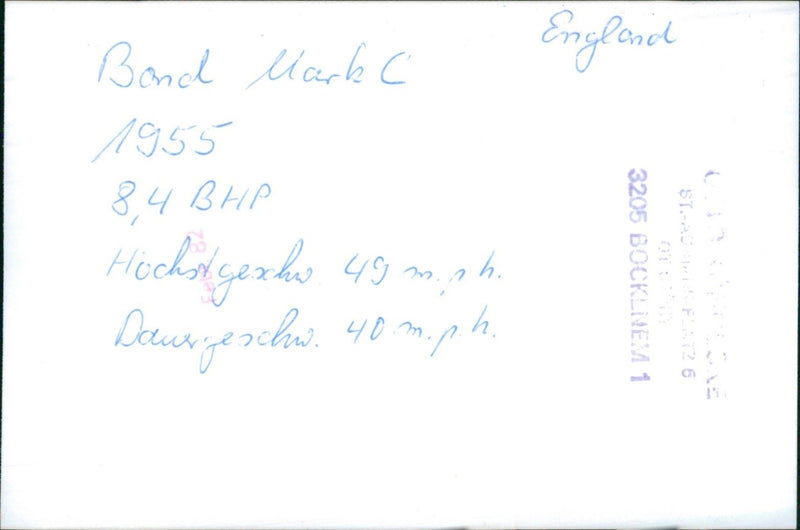 England
Bond Mark C
1955
8,4 BHP
Höchstgeschw. 49 m.p.h.
Dauergeschw. 40 m.p.h.
3205 BOCKENEM 1